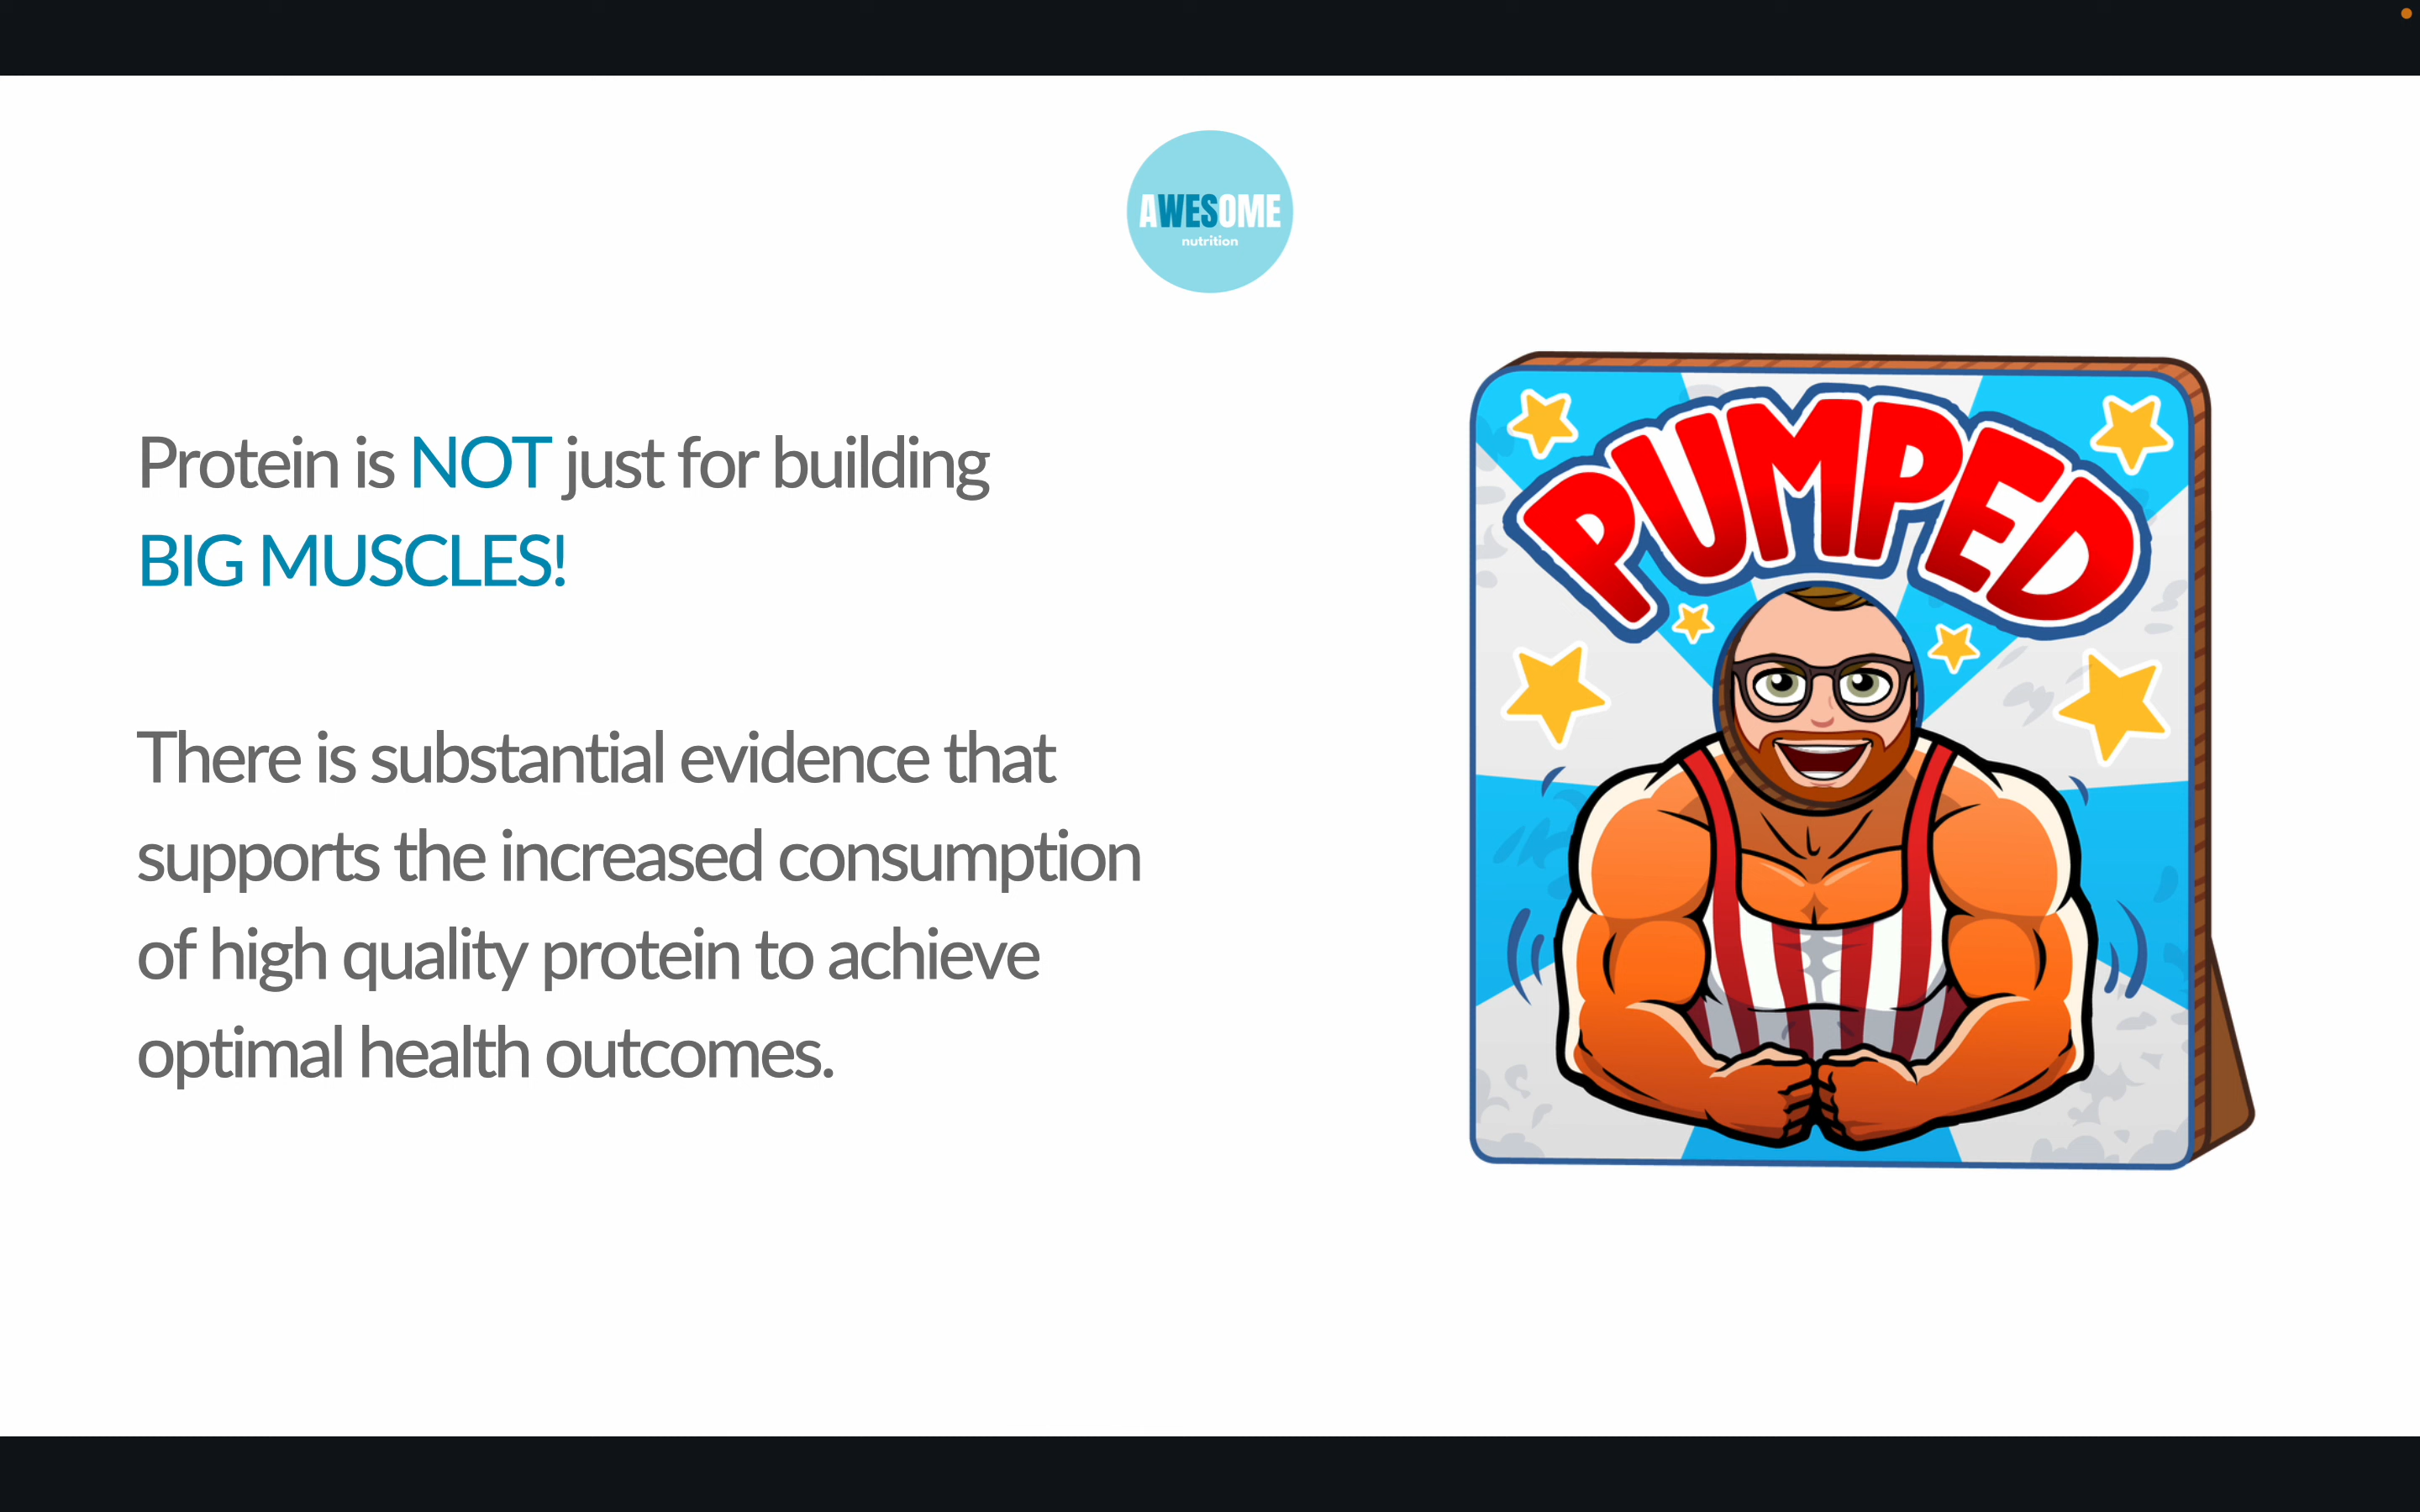 AWESOME
nutrition
Protein is NOT just for building
BIG MUSCLES!
There is substantial evidence that
supports the increased consumption
of high quality protein to achieve
optimal health outcomes.
PUMPED